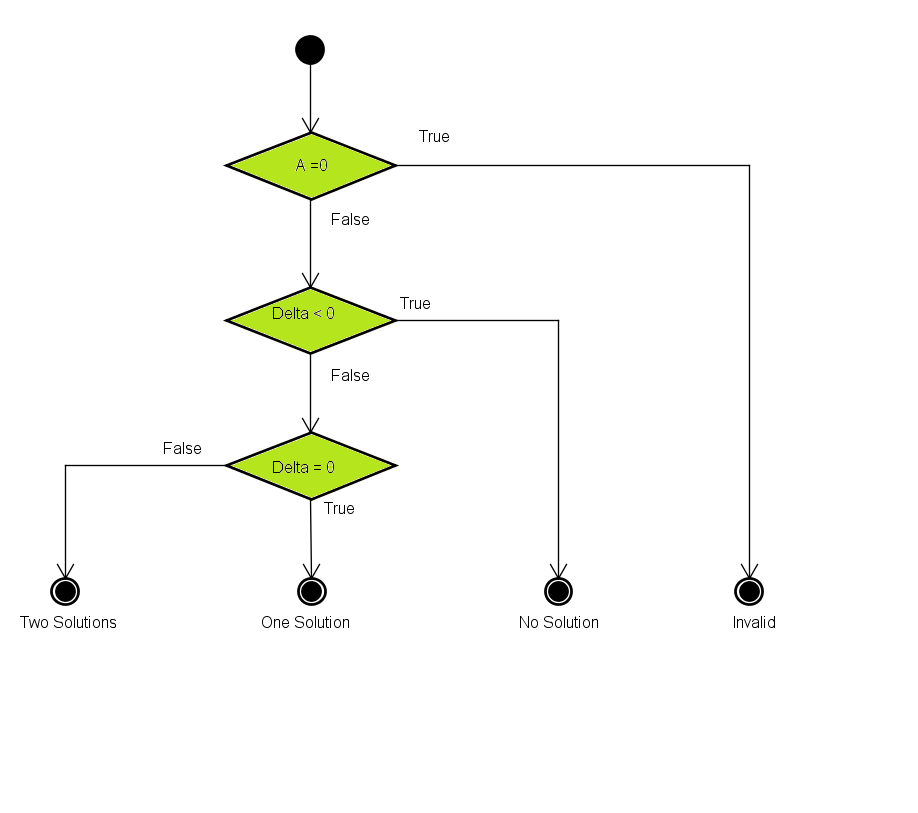 True
A =0
False
True
Delta < 0
False
False
Delta = 0
True
Two Solutions
One Solution
No Solution
Invalid